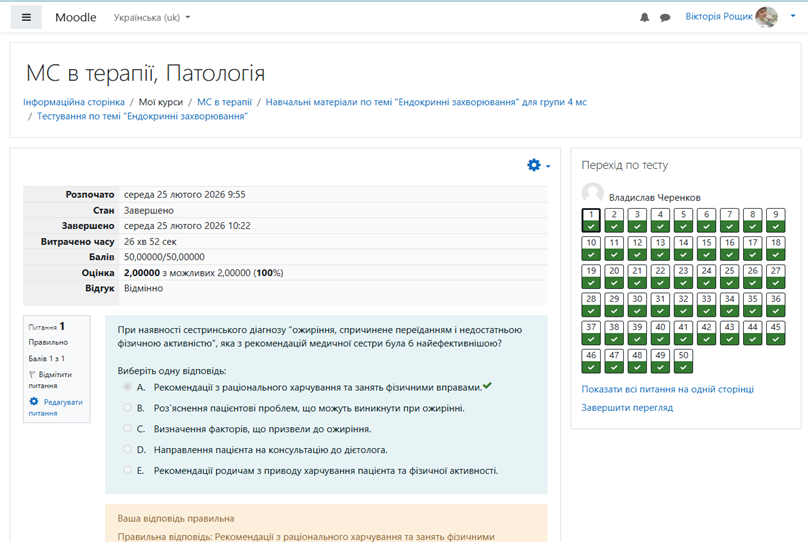 Moodle
Українська (uk)
Вікторія Рощик
МС в терапії, Патологія
Інформаційна сторінка / Мої курси / МС в терапії / Навчальні матеріали по темі "Ендокринні захворювання" для групи 4 мс
/ Тестування по темі "Ендокринні захворювання"
Розпочато середа 25 лютого 2026 9:55
Стан Завершено
Завершено середа 25 лютого 2026 10:22
Витрачено часу 26 хв 52 сек
Балів 50,00000/50,00000
Оцінка 2,00000 з можливих 2,00000 (100%)
Відгук Відмінно
Питання 1
Правильно
Балів 1 з 1
Відмітити
питання
Редагувати
питання
При наявності сестринського діагнозу "ожиріння, спричинене переїданням і недостатньою
фізичною активністю", яка з рекомендацій медичної сестри була б найефективнішою?
Виберіть одну відповідь:
A. Рекомендації з раціонального харчування та занять фізичними вправами.
B. Роз`яснення пацієнтові проблем, що можуть виникнути при ожирінні.
C. Визначення факторів, що призвели до ожиріння.
D. Направлення пацієнта на консультацію до дієтолога.
E. Рекомендації родичам з приводу харчування пацієнта та фізичної активності.
Ваша відповідь правильна
Правильна відповідь: Рекомендації з раціонального харчування та занять фізичними
Перехід по тесту
Владислав Черенков
1 2 3 4 5 6 7 8 9
10 11 12 13 14 15 16 17 18
19 20 21 22 23 24 25 26 27
28 29 30 31 32 33 34 35 36
37 38 39 40 41 42 43 44 45
46 47 48 49 50
Показати всі питання на одній сторінці
Завершити перегляд